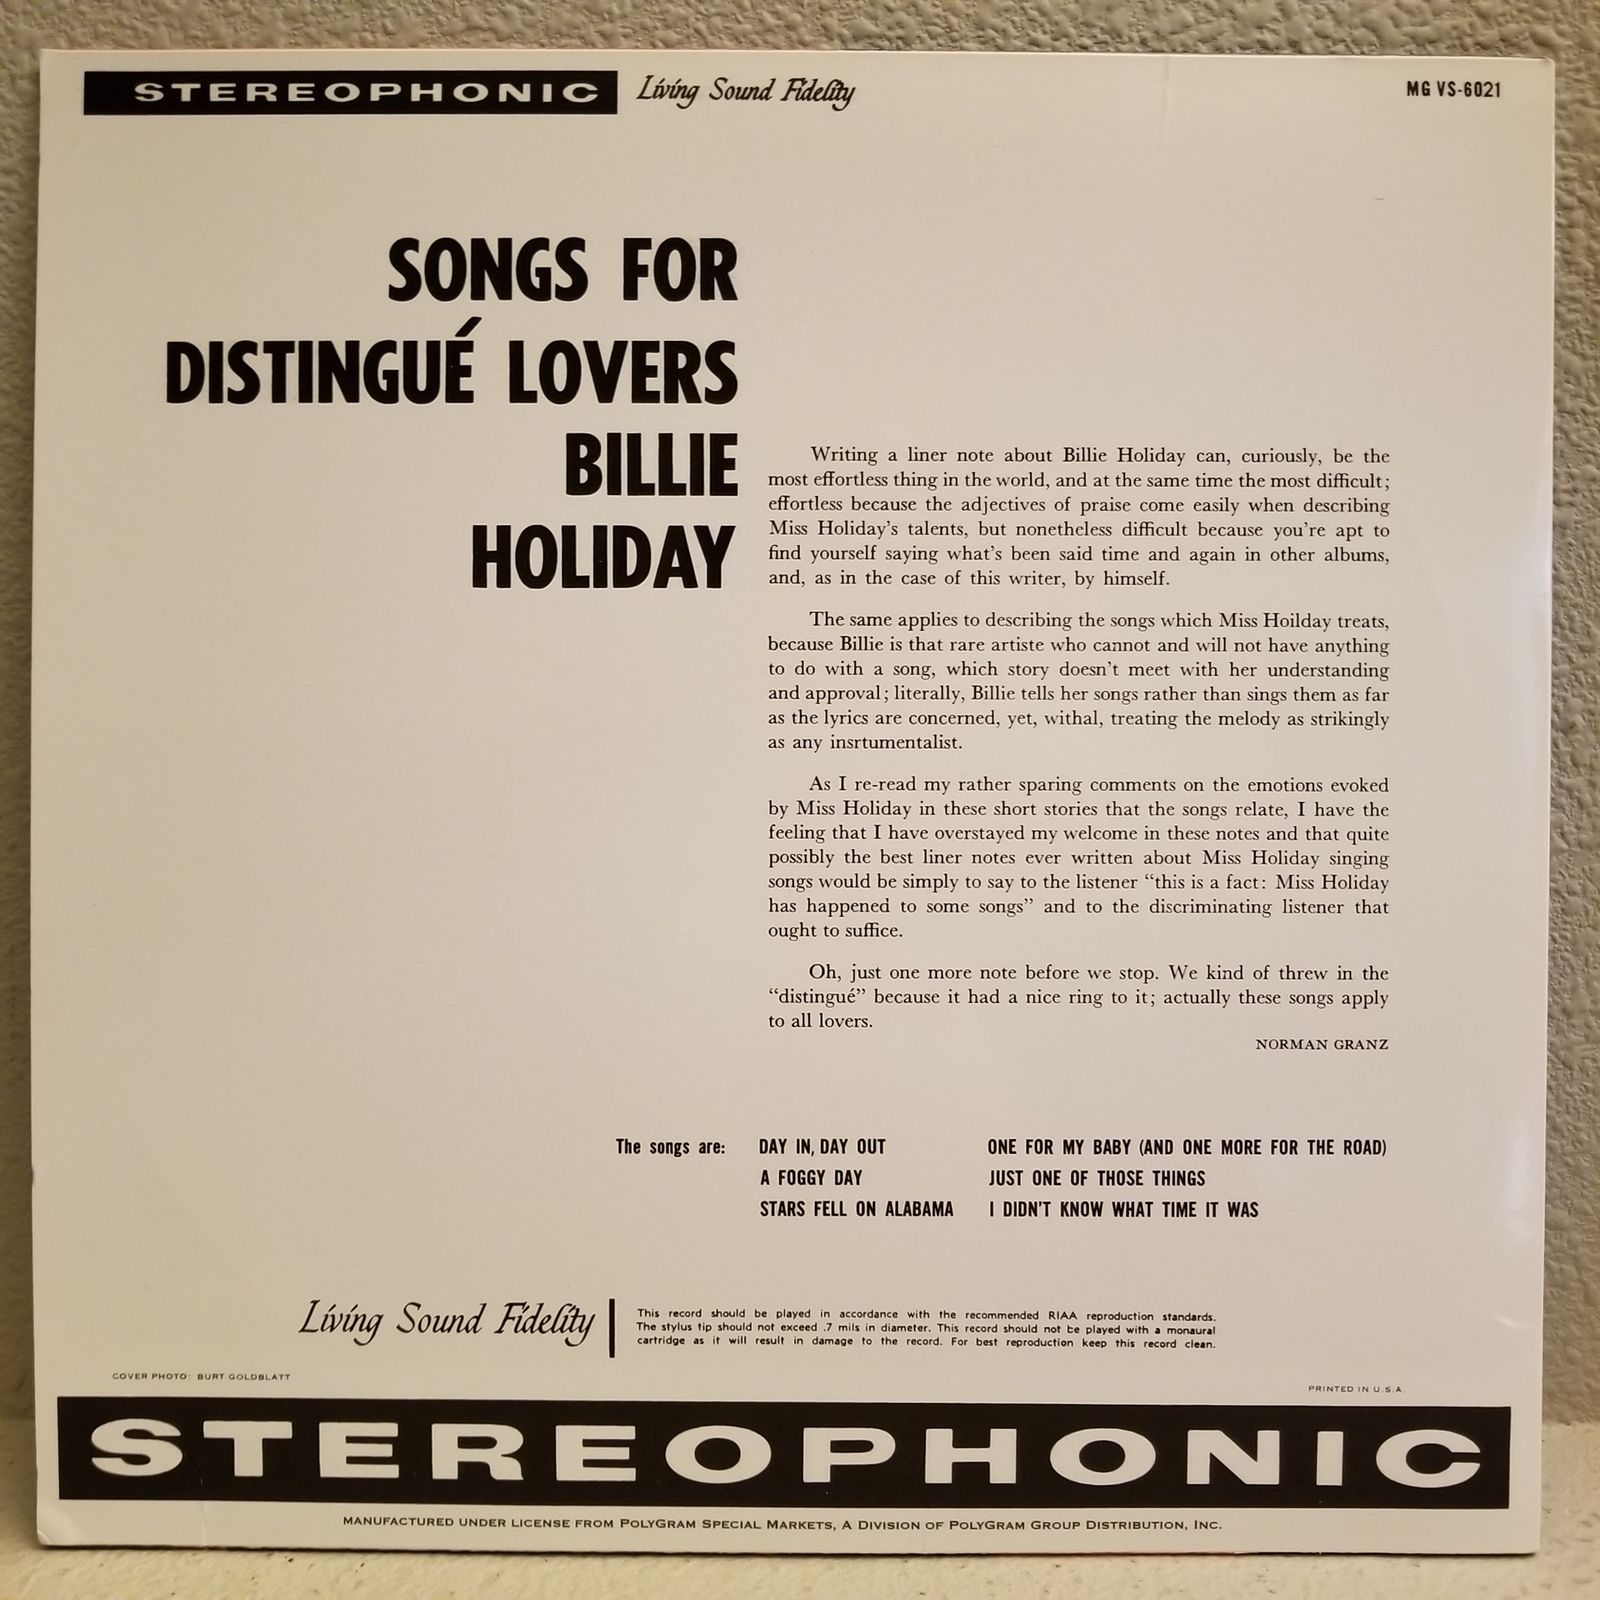 STEREOPHONIC Living Sound Fidelity MG VS-6021
SONGS FOR
DISTINGUÉ LOVERS
BILLIE
HOLIDAY
Writing a liner note about Billie Holiday can, curiously, be the
most effortless thing in the world, and at the same time the most difficult;
effortless because the adjectives of praise come easily when describing
Miss Holiday's talents, but nonetheless difficult because you're apt to
find yourself saying what's been said time and again in other albums,
and, as in the case of this writer, by himself.
The same applies to describing the songs which Miss Hoilday treats,
because Billie is that rare artiste who cannot and will not have anything
to do with a song, which story doesn't meet with her understanding
and approval; literally, Billie tells her songs rather than sings them as far
as the lyrics are concerned, yet, withal, treating the melody as strikingly
as any insrtumentalist.
As I re-read my rather sparing comments on the emotions evoked
by Miss Holiday in these short stories that the songs relate, I have the
feeling that I have overstayed my welcome in these notes and that quite
possibly the best liner notes ever written about Miss Holiday singing
songs would be simply to say to the listener “this is a fact: Miss Holiday
has happened to some songs” and to the discriminating listener that
ought to suffice.
Oh, just one more note before we stop. We kind of threw in the
“distingué” because it had a nice ring to it; actually these songs apply
to all lovers.
NORMAN GRANZ
The songs are: DAY IN, DAY OUT ONE FOR MY BABY (AND ONE MORE FOR THE ROAD)
A FOGGY DAY JUST ONE OF THOSE THINGS
STARS FELL ON ALABAMA I DIDN'T KNOW WHAT TIME IT WAS
Living Sound Fidelity
This record should be played in accordance with the recommended RIAA reproduction standards.
The stylus tip should not exceed .7 mils in diameter. This record should not be played with a monaural
cartridge as it will result in damage to the record. For best reproduction keep this record clean.
COVER PHOTO: BURT GOLDBLATT
PRINTED IN U.S.A.
STEREOPHONIC
MANUFACTURED UNDER LICENSE FROM POLYGRAM SPECIAL MARKETS, A DIVISION OF POLYGRAM GROUP DISTRIBUTION, INC.